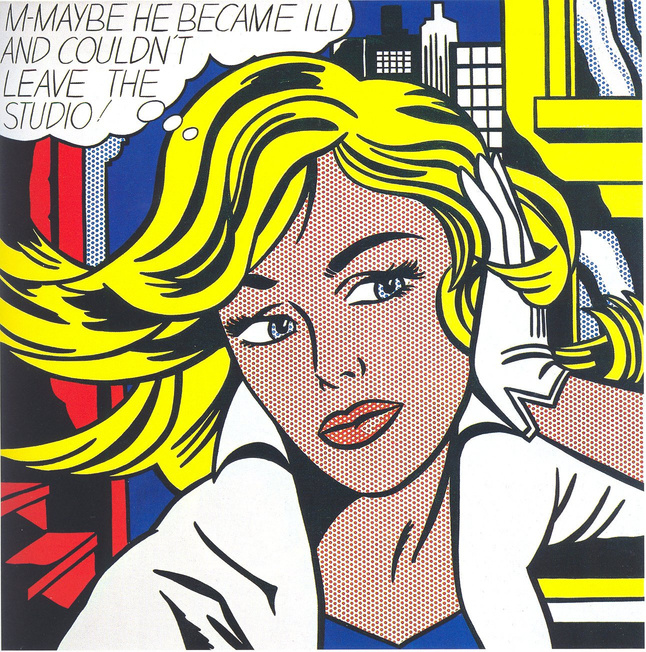 M-MAYBE HE BECAME ILL
AND COULDN'T
LEAVE THE
STUDIO!